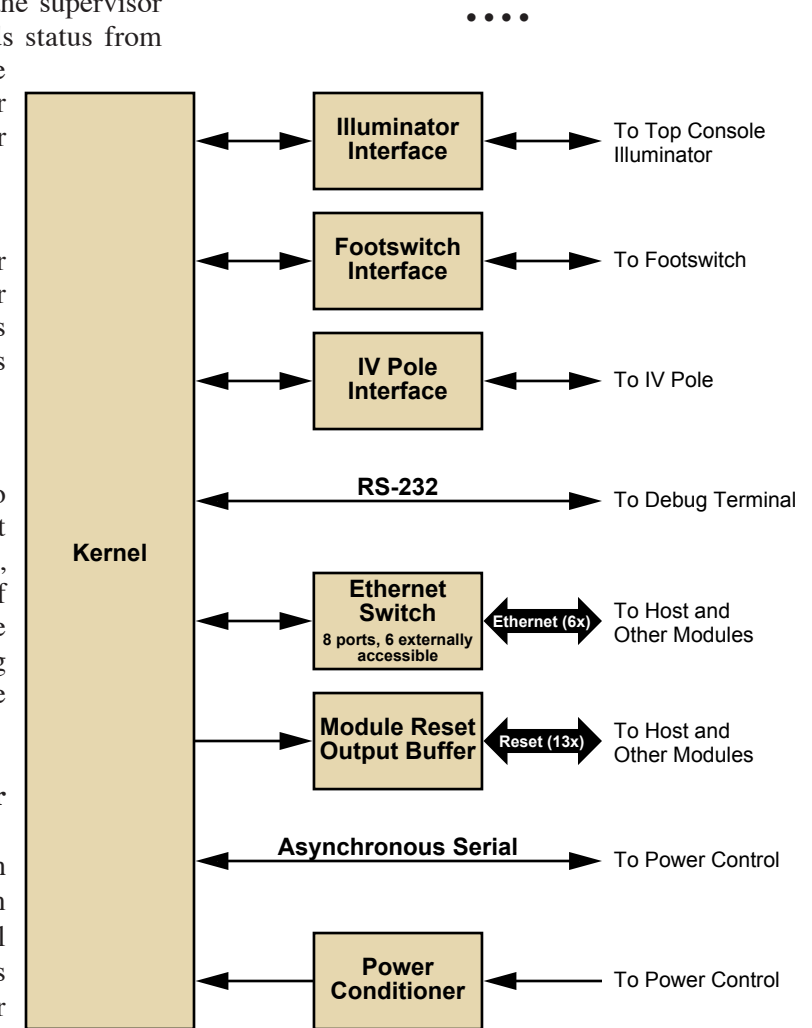 he supervisor
s status from
e
r
r
r
r
s
s
o
t
,
f
e
g
e
r
n
n
l
s
r
••••
Kernel
Illuminator
Interface
To Top Console
Illuminator
Footswitch
Interface
To Footswitch
IV Pole
Interface
To IV Pole
RS-232
To Debug Terminal
Ethernet
Switch
8 ports, 6 externally
accessible
Ethernet (6x)
To Host and
Other Modules
Module Reset
Output Buffer
Reset (13x)
To Host and
Other Modules
Asynchronous Serial
To Power Control
Power
Conditioner
To Power Control